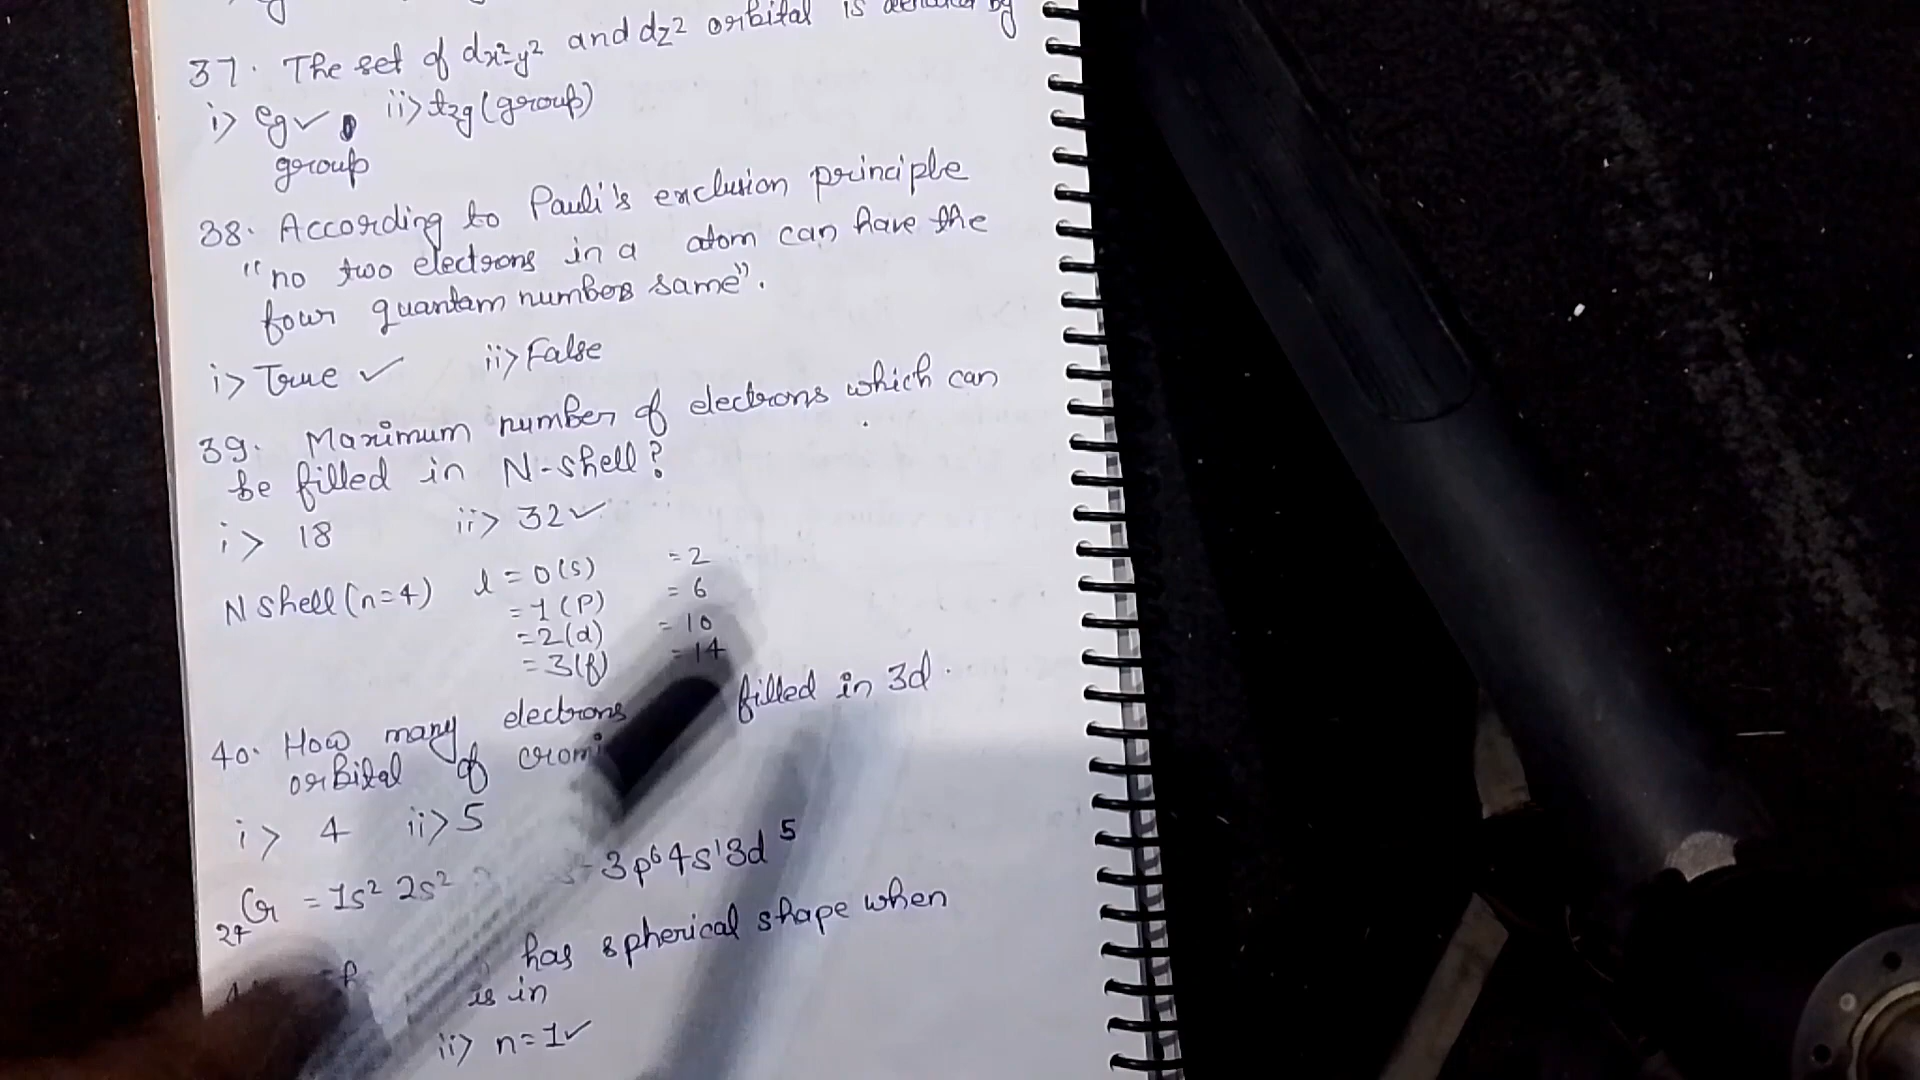 orbital is by
37. The set of dx²-y² and dz²
i> eg ✓ ii> t2g (group)
group
38. According to Pauli's exclusion principle
"no two electrons in a atom can have the
four quantam numbers same".
i> True ✓ ii> False
39. Maximum number of electrons which can
be filled in N-shell?
i> 18 ii> 32 ✓
N shell (n=4) l = 0(s) = 2
= 1(P) = 6
= 2(d) = 10
= 3(f) = 14
40. How many electrons filled in 3d.
orbital of
i> 4 ii> 5
24Cr = 1s² 2s² 3p⁶ 4s¹ 3d⁵
has spherical shape when
is in
ii> n=1 ✓